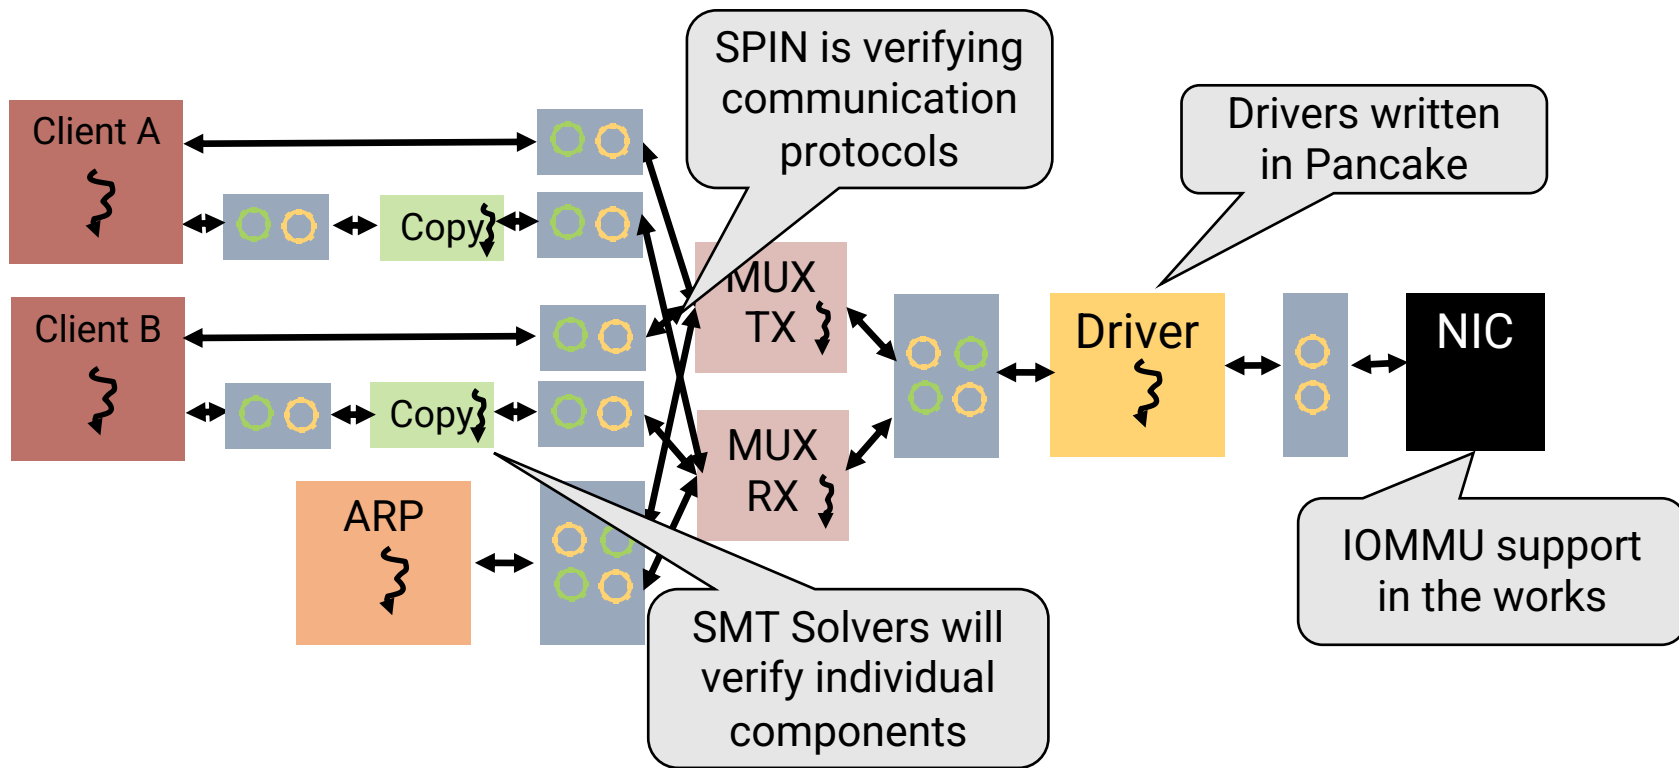 SPIN is verifying
communication
protocols
Drivers written
in Pancake
Client A
Copy
MUX
TX
Client B
Copy
Driver
NIC
MUX
RX
ARP
IOMMU support
in the works
SMT Solvers will
verify individual
components